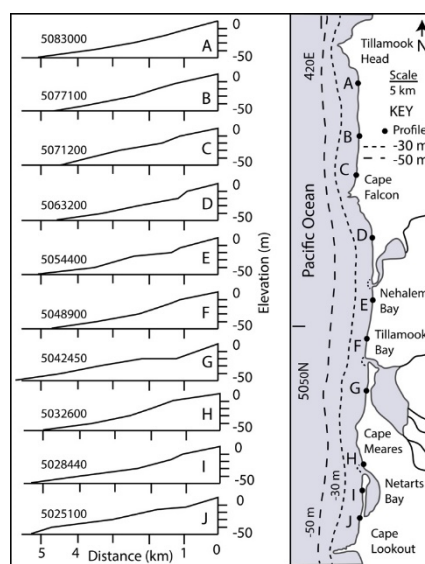 5083000
A
0
-50
5077100
B
0
-50
5071200
C
0
-50
5063200
D
0
-50
5054400
E
0
-50
5048900
F
0
-50
5042450
G
0
-50
5032600
H
0
-50
5028440
I
0
-50
5025100
J
0
-50
Elevation (m)
5 4 3 2 1 0
Distance (km)
420E
Tillamook
Head
N
Scale
5 km
KEY
Profile
-30 m
-50 m
A
B
C
Cape
Falcon
Pacific Ocean
D
E
Nehalem
Bay
F
Tillamook
Bay
5050N
G
Cape
Meares
H
Netarts
Bay
I
J
-30 m
-50 m
Cape
Lookout